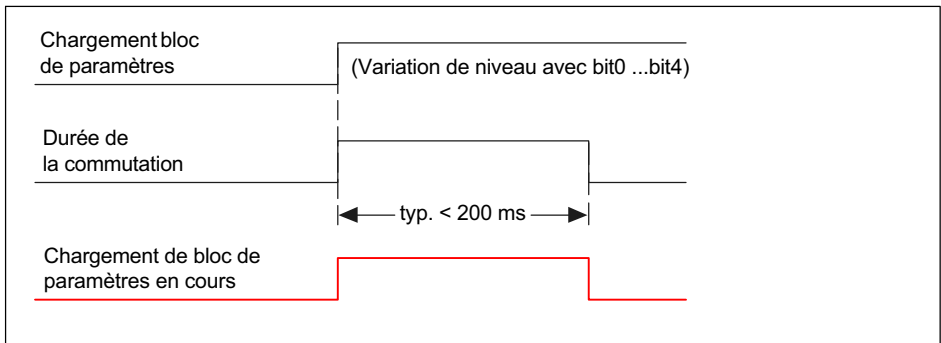 Chargement bloc
de paramètres
(Variation de niveau avec bit0 ...bit4)
Durée de
la commutation
typ. < 200 ms
Chargement de bloc de
paramètres en cours